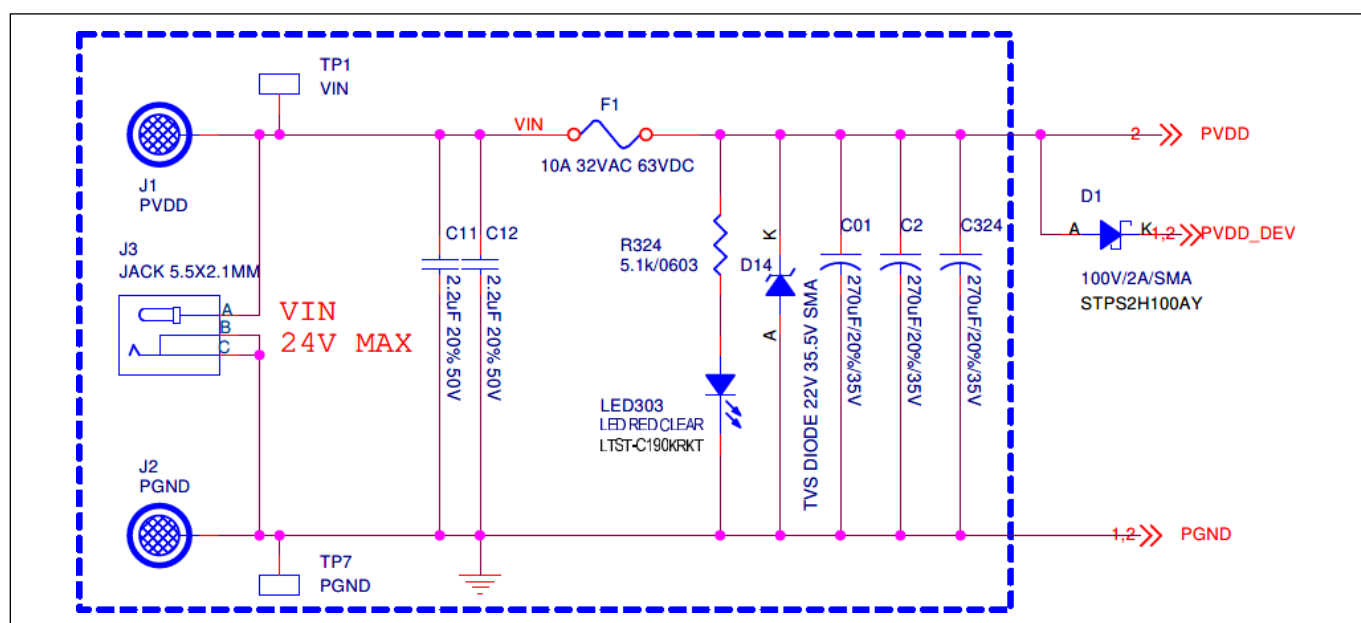 TP1
VIN
J1
PVDD
J3
JACK 5.5X2.1MM
A
B
C
VIN
24V MAX
J2
PGND
TP7
PGND
C11
2.2uF 20% 50V
C12
2.2uF 20% 50V
VIN
F1
10A 32VAC 63VDC
R324
5.1k/0603
LED303
LED RED CLEAR
LTST-C190KRKT
K
D14
A
TVS DIODE 22V 35.5V SMA
C01
270uF/20%/35V
C2
270uF/20%/35V
C324
270uF/20%/35V
2
PVDD
D1
A
K
1,2
PVDD_DEV
100V/2A/SMA
STPS2H100AY
1,2
PGND